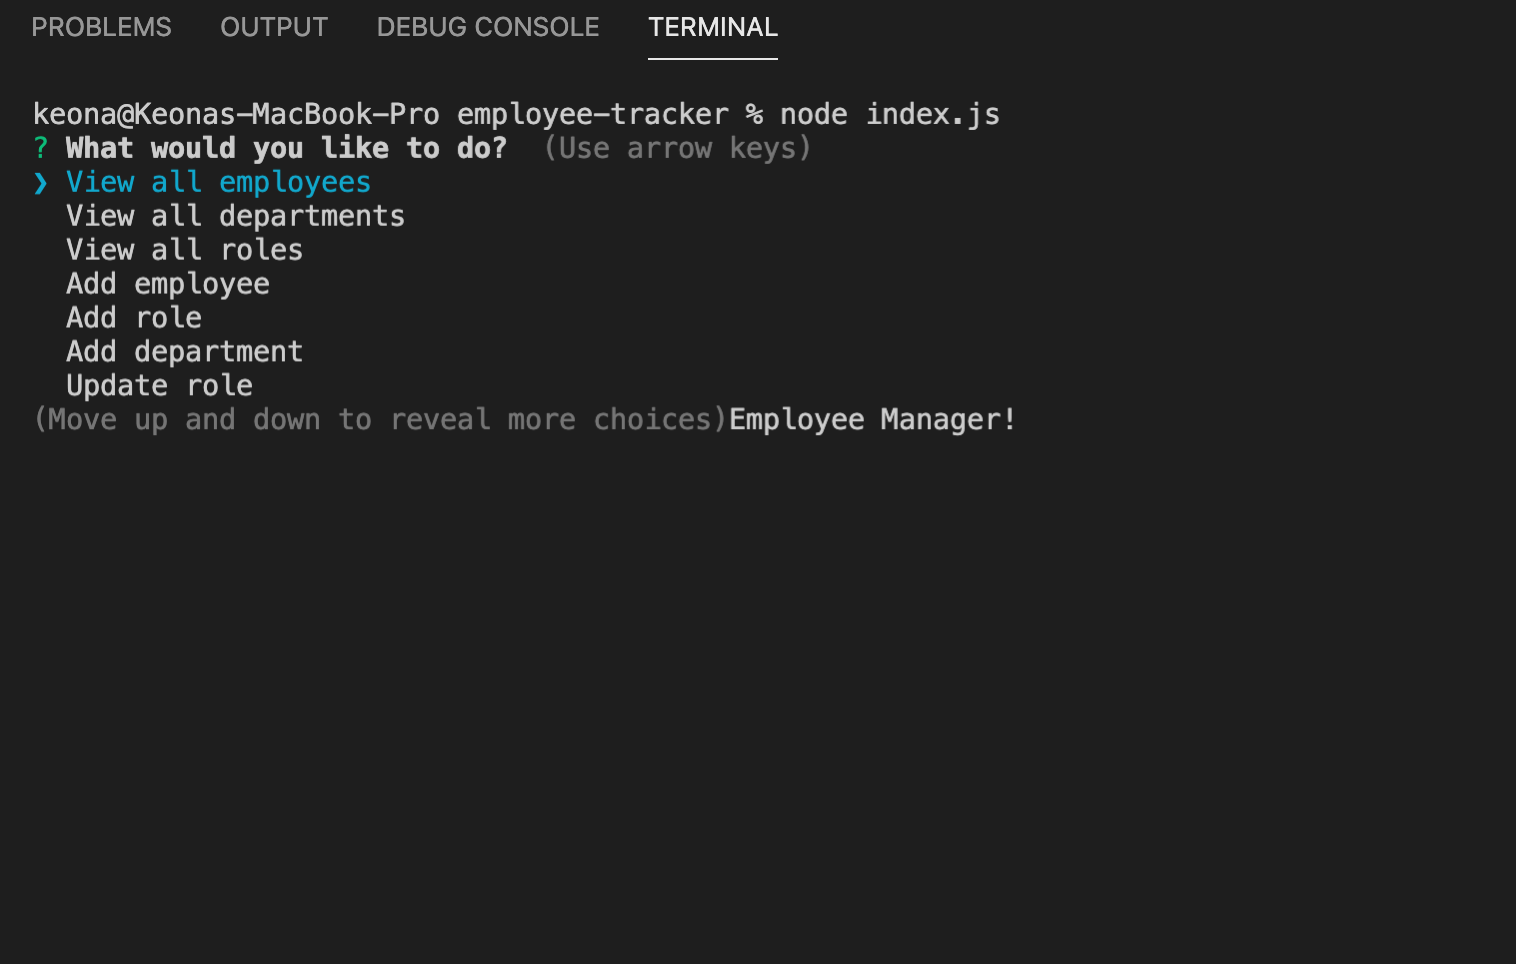 PROBLEMS OUTPUT DEBUG CONSOLE TERMINAL
keona@Keonas-MacBook-Pro employee-tracker % node index.js
? What would you like to do? (Use arrow keys)
❯ View all employees
View all departments
View all roles
Add employee
Add role
Add department
Update role
(Move up and down to reveal more choices)Employee Manager!